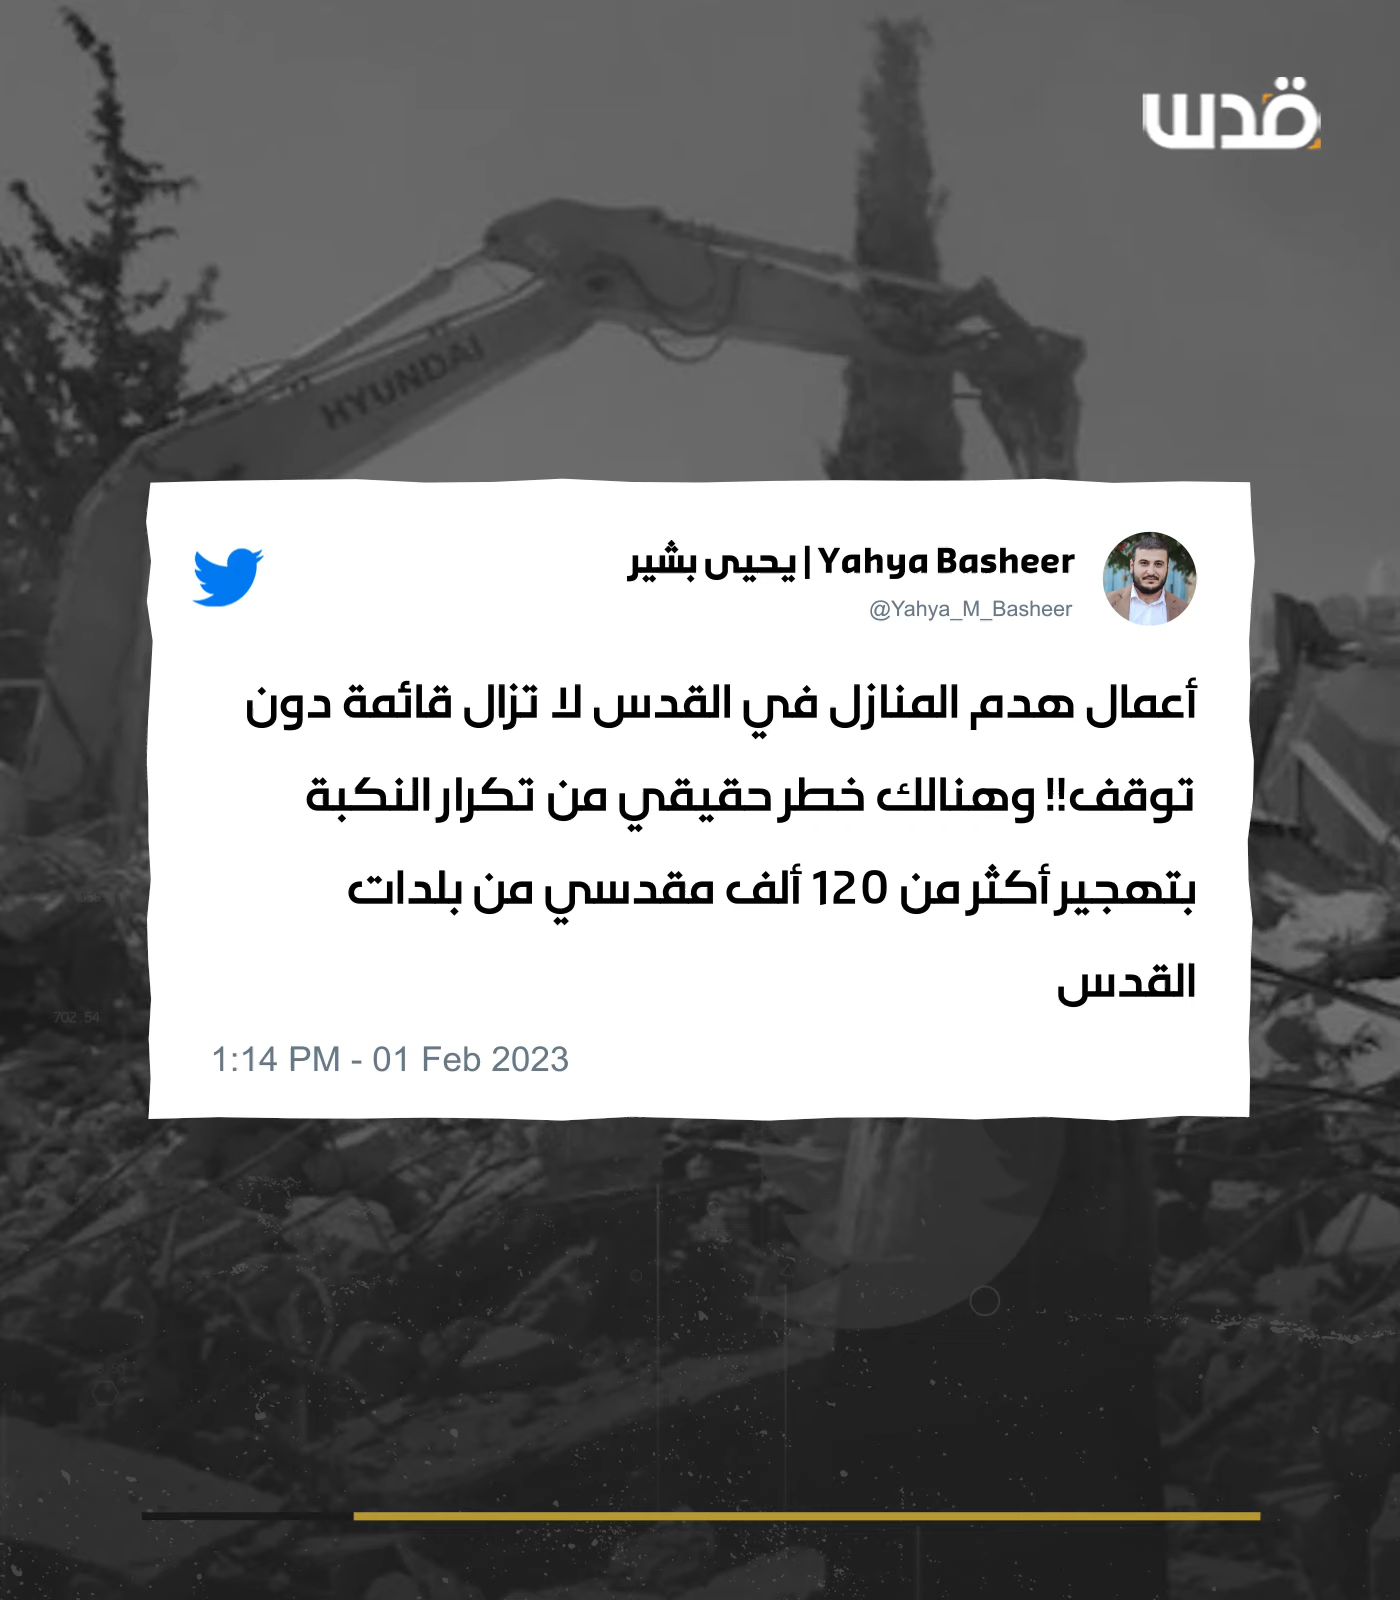 قدس
HYUNDAI
Yahya Basheer | يحيى بشير
@Yahya_M_Basheer
أعمال هدم المنازل في القدس لا تزال قائمة دون
توقف!! وهنالك خطر حقيقي من تكرار النكبة
بتهجير أكثر من 120 ألف مقدسي من بلدات
القدس
702.54
1:14 PM - 01 Feb 2023